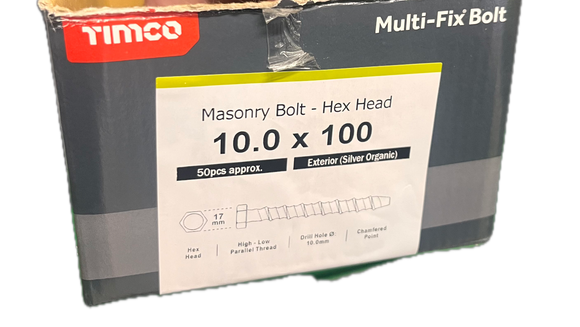 TIMCO
Multi-Fix Bolt
Masonry Bolt - Hex Head
10.0 x 100
50pcs approx.
Exterior (Silver Organic)
17
mm
Hex
Head
High - Low
Parallel Thread
Drill Hole Ø:
10.0mm
Chamfered
Point